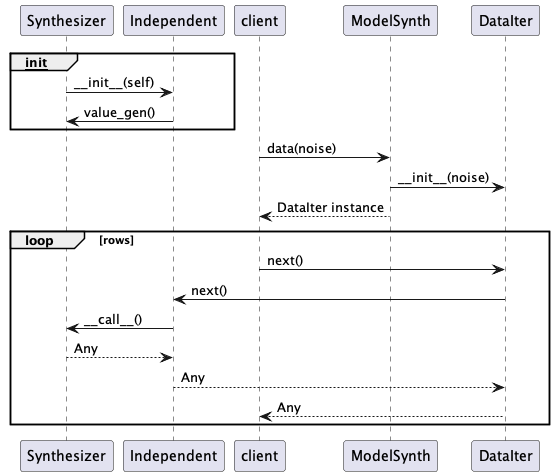 Synthesizer Independent client ModelSynth DataIter
init
__init__(self)
value_gen()
data(noise)
__init__(noise)
DataIter instance
loop [rows]
next()
next()
__call__()
Any
Any
Any
Synthesizer Independent client ModelSynth DataIter